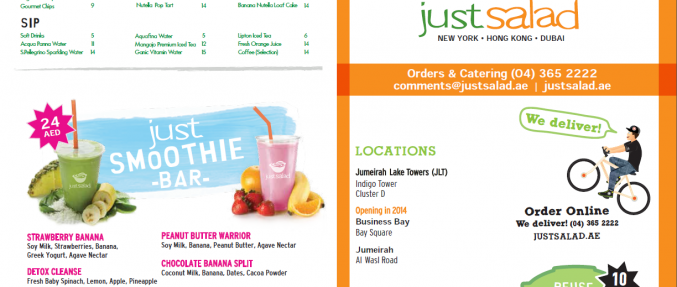 Gourmet Chips 9
Nutella Pop Tart 14
Banana Nutella Loaf Cake 14
SIP
Soft Drinks 5
Aquafina Water 5
Lipton Iced Tea 6
Acqua Panna Water 8
Mangajo Premium Iced Tea 12
Fresh Orange Juice 14
S.Pellegrino Sparkling Water 14
Ganic Vitamin Water 15
Coffee (Selection) 14
24
AED
just
SMOOTHIE
-BAR-
justsalad
justsalad
STRAWBERRY BANANA
Soy Milk, Strawberries, Banana,
Greek Yogurt, Agave Nectar
DETOX CLEANSE
Fresh Baby Spinach, Lemon, Apple, Pineapple
PEANUT BUTTER WARRIOR
Soy Milk, Banana, Peanut Butter, Agave Nectar
CHOCOLATE BANANA SPLIT
Coconut Milk, Banana, Dates, Cacoa Powder
justsalad
NEW YORK • HONG KONG • DUBAI
Orders & Catering (04) 365 2222
comments@justsalad.ae | justsalad.ae
We deliver!
LOCATIONS
Jumeirah Lake Towers (JLT)
Indigo Tower
Cluster D
Opening in 2014
Business Bay
Bay Square
Jumeirah
Al Wasl Road
Order Online
We deliver! (04) 365 2222
JUSTSALAD.AE
REUSE
10